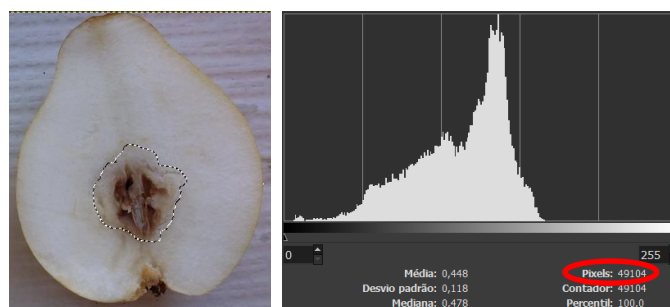 0 255
Média: 0,448 Pixels: 49104
Desvio padrão: 0,118 Contador: 49104
Mediana: 0,478 Percentil: 100,0